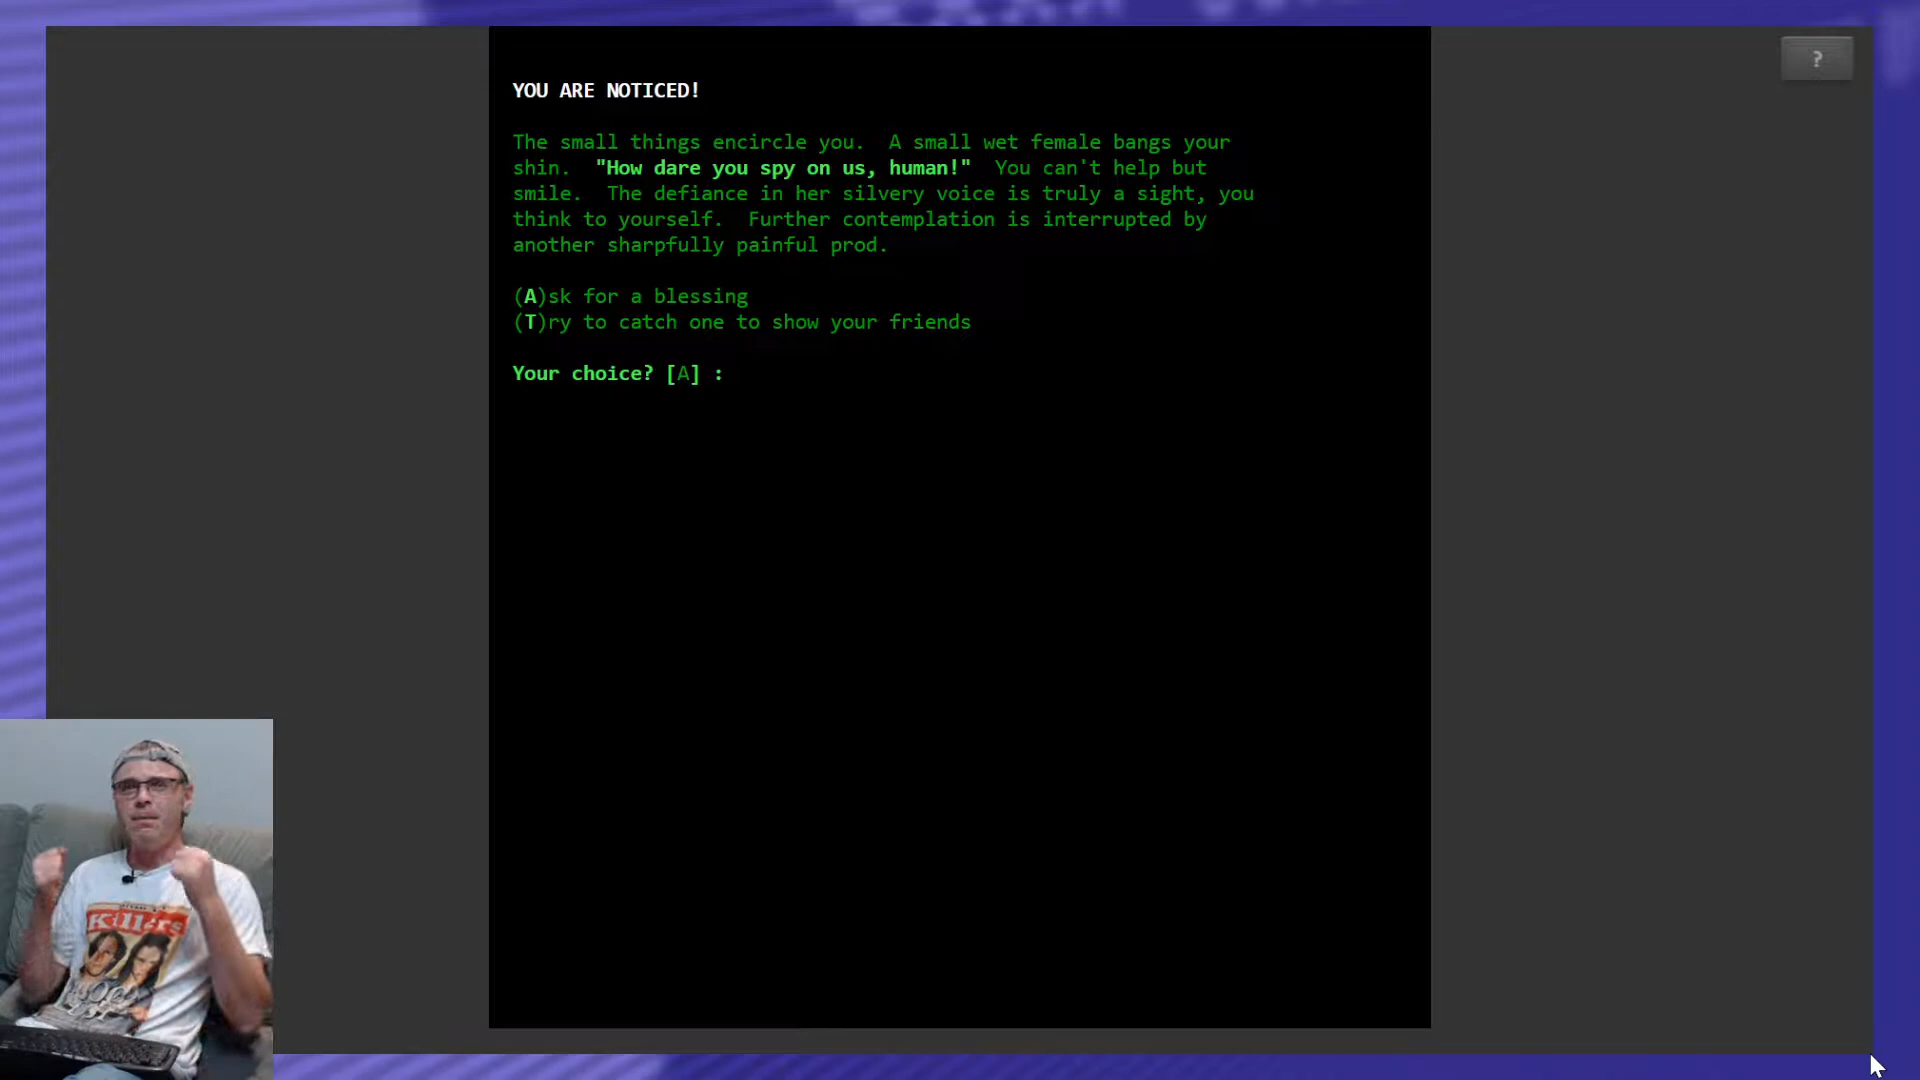 ?
YOU ARE NOTICED!
The small things encircle you. A small wet female bangs your
shin. "How dare you spy on us, human!" You can't help but
smile. The defiance in her silvery voice is truly a sight, you
think to yourself. Further contemplation is interrupted by
another sharpfully painful prod.
(A)sk for a blessing
(T)ry to catch one to show your friends
Your choice? [A] :
Killers